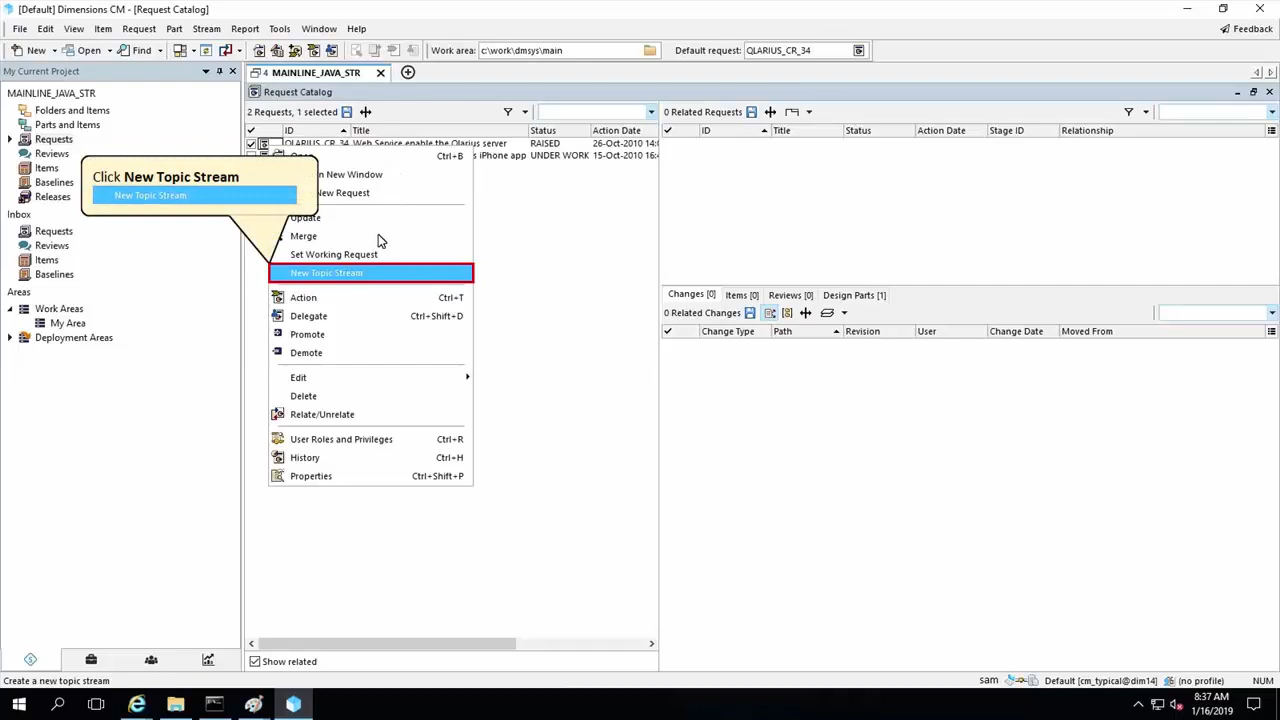 [Default] Dimensions CM - [Request Catalog]
File Edit View Item Request Part Stream Report Tools Window Help
Feedback
New Open Find Work area: c:\work\dmsys\main Default request: QLARIUS_CR_34
My Current Project
4 MAINLINE_JAVA_STR
MAINLINE_JAVA_STR
Folders and Items
Parts and Items
Requests
Reviews
Items
Baselines
Releases
Inbox
Requests
Reviews
Items
Baselines
Areas
Work Areas
My Area
Deployment Areas
Request Catalog
2 Requests, 1 selected
ID Title Status Action Date
QLARIUS_CR_34 Web Service enable the Qlarius server RAISED 26-Oct-2010 14:0
s iPhone app UNDER WORK 15-Oct-2010 16:4
Click New Topic Stream
New Topic Stream
Ctrl+B
n New Window
New Request
Update
Merge
Set Working Request
New Topic Stream
Action Ctrl+T
Delegate Ctrl+Shift+D
Promote
Demote
Edit
Delete
Relate/Unrelate
User Roles and Privileges Ctrl+R
History Ctrl+H
Properties Ctrl+Shift+P
Show related
0 Related Requests
ID Title Status Action Date Stage ID Relationship
Changes [0] Items [0] Reviews [0] Design Parts [1]
0 Related Changes
Change Type Path Revision User Change Date Moved From
Create a new topic stream
sam Default [cm_typical@dim14] (no profile) NUM
8:37 AM
1/16/2019